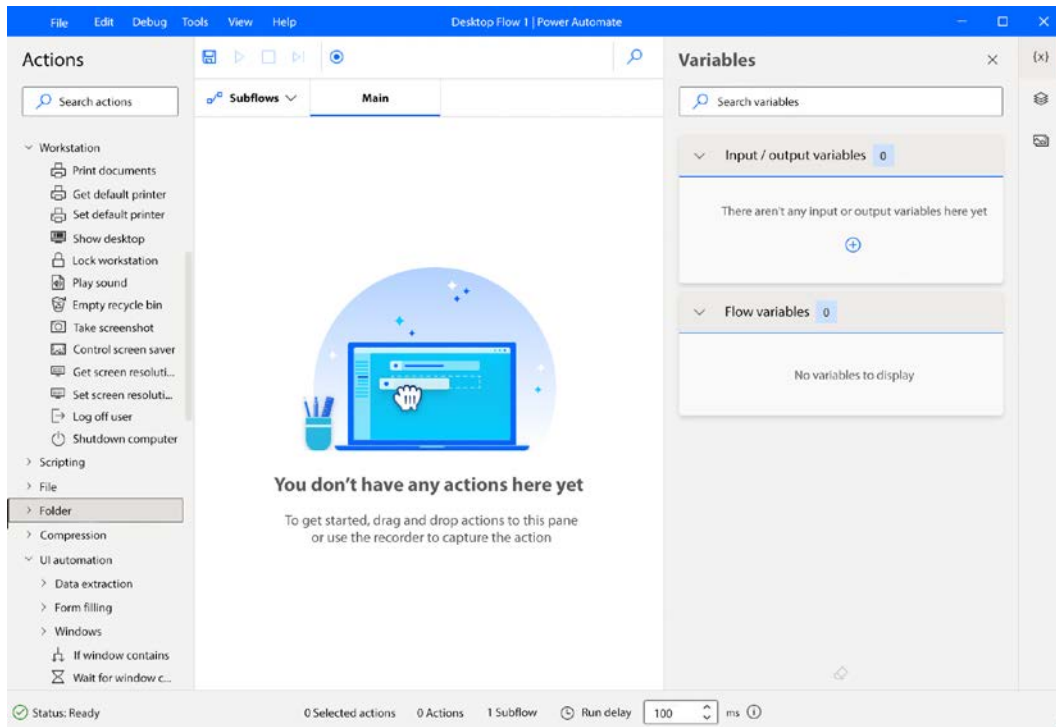 File Edit Debug Tools View Help Desktop Flow 1 | Power Automate
Actions
Search actions
Workstation
Print documents
Get default printer
Set default printer
Show desktop
Lock workstation
Play sound
Empty recycle bin
Take screenshot
Control screen saver
Get screen resoluti...
Set screen resoluti...
Log off user
Shutdown computer
Scripting
File
Folder
Compression
UI automation
Data extraction
Form filling
Windows
If window contains
Wait for window c...
Subflows Main
You don't have any actions here yet
To get started, drag and drop actions to this pane
or use the recorder to capture the action
Variables
{x}
Search variables
Input / output variables 0
There aren't any input or output variables here yet
Flow variables 0
No variables to display
Status: Ready 0 Selected actions 0 Actions 1 Subflow Run delay 100 ms